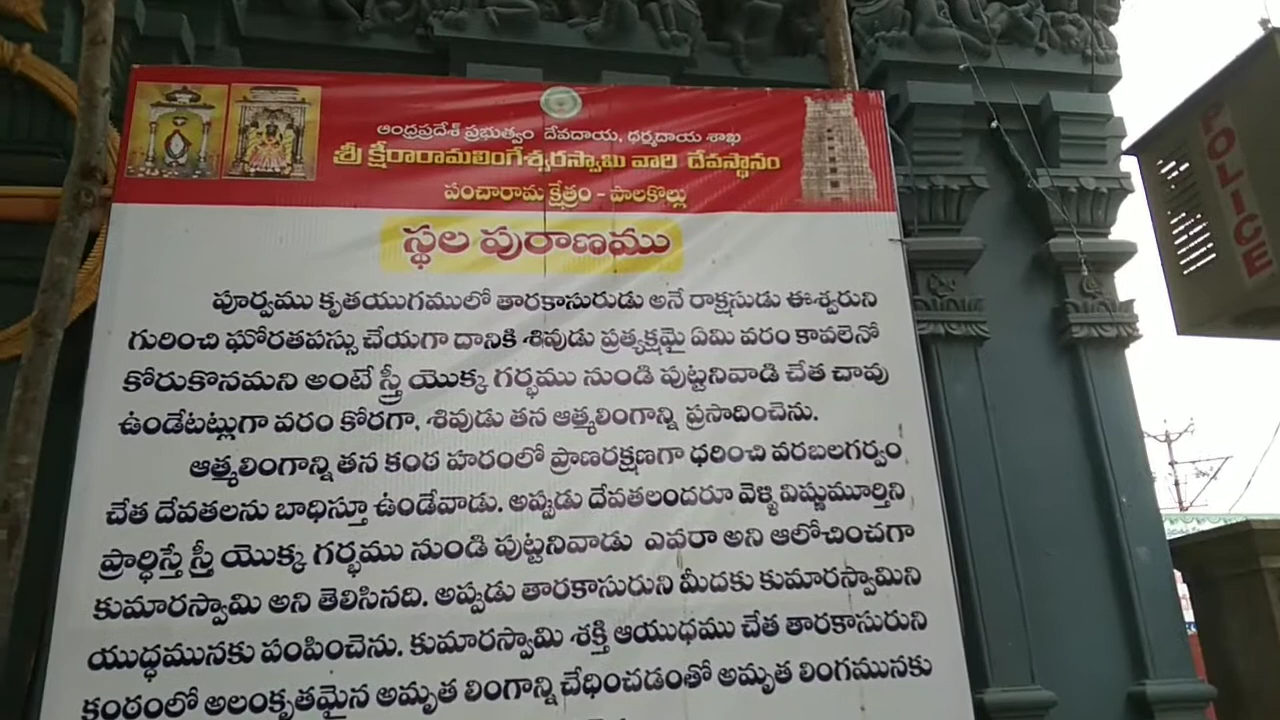 ఆంధ్రప్రదేశ్ ప్రభుత్వం దేవదాయ, ధర్మదాయ శాఖ
శ్రీ క్షీరారామలింగేశ్వరస్వామి వారి దేవస్థానం
పంచారామ క్షేత్రం - పాలకొల్లు
స్థల పురాణము
పూర్వము కృతయుగములో తారకాసురుడు అనే రాక్షసుడు ఈశ్వరుని
గురించి ఘోరతపస్సు చేయగా దానికి శివుడు ప్రత్యక్షమై ఏమి వరం కావలెనో
కోరుకొనమని అంటే స్త్రీ యొక్క గర్భము నుండి పుట్టనివాడి చేత చావు
ఉండేటట్లుగా వరం కోరగా, శివుడు తన ఆత్మలింగాన్ని ప్రసాదించెను.
ఆత్మలింగాన్ని తన కంఠ హరంలో ప్రాణరక్షణగా ధరించి వరబలగర్వం
చేత దేవతలను బాధిస్తూ ఉండేవాడు. అప్పడు దేవతలందరూ వెళ్ళి విష్ణుమూర్తిని
ప్రార్ధిస్తే స్త్రీ యొక్క గర్భము నుండి పుట్టనివాడు ఎవరా అని ఆలోచించగా
కుమారస్వామి అని తెలిసినది. అప్పడు తారకాసురుని మీదకు కుమారస్వామిని
యుద్ధమునకు పంపించెను. కుమారస్వామి శక్తి ఆయుధము చేత తారకాసురుని
కంఠంలో అలంకృతమైన అమృత లింగాన్ని చేధించడంతో అమృత లింగమునకు
POLICE